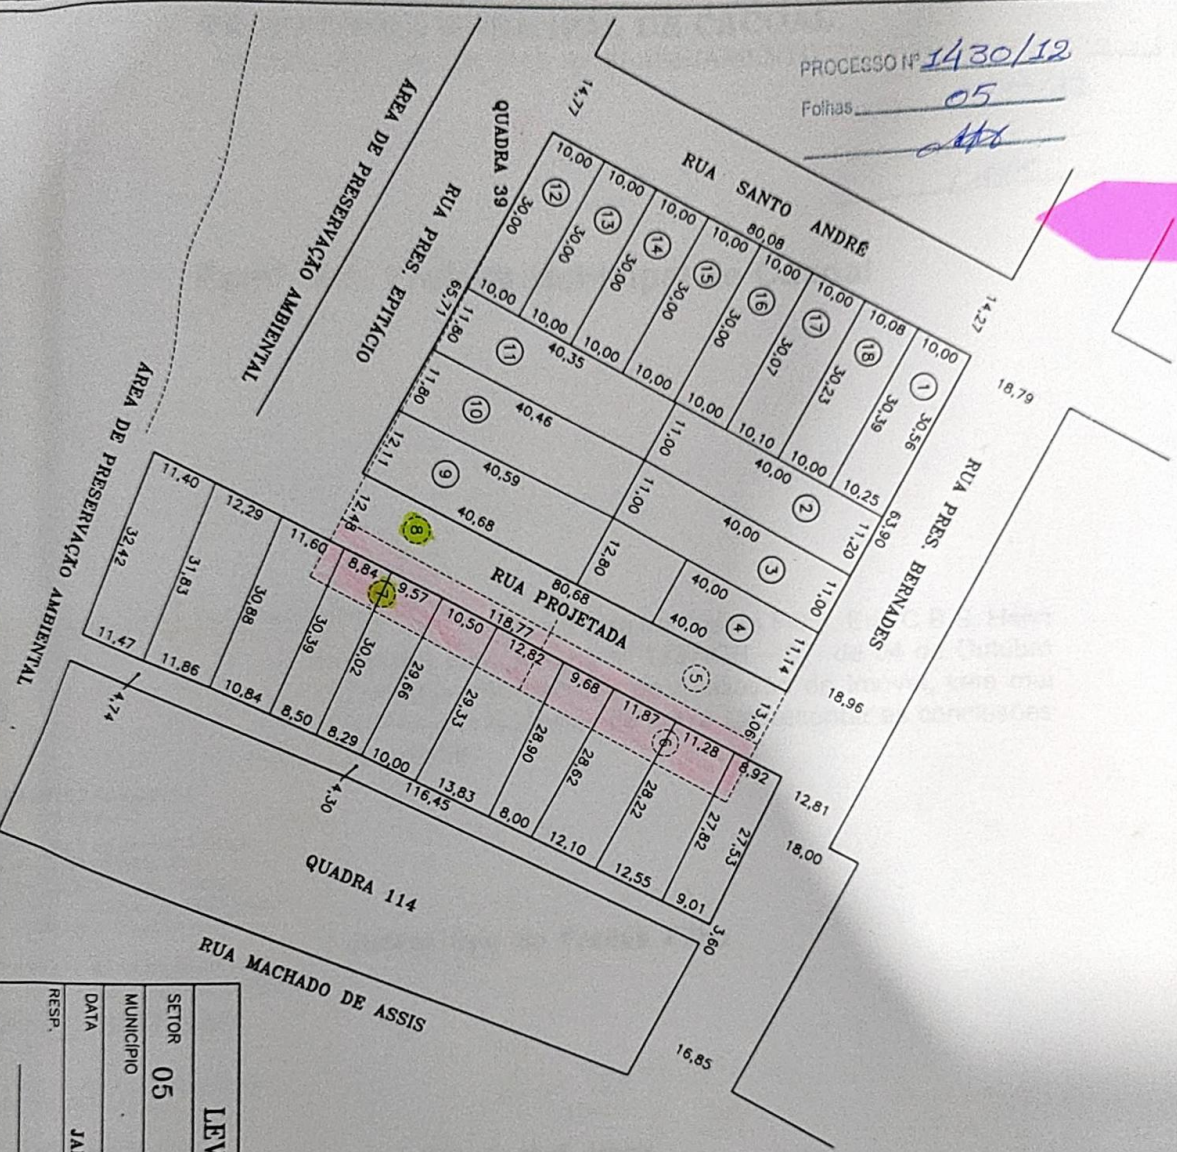 PROCESSO Nº 1430/12
Folhas 05
RUA SANTO ANDRÉ
80,08
14,77
14,27
18,79
QUADRA 39
RUA PRES. EPITÁCIO
65,71
ÁREA DE PRESERVAÇÃO AMBIENTAL
ÁREA DE PRESERVAÇÃO AMBIENTAL
10,00 10,00 10,00 10,00 10,00 10,00 10,08 10,00
12 13 14 15 16 17 18 1
30,00 30,00 30,00 30,00 30,00 30,07 30,23 30,39 30,56
10,00 10,00 10,00 10,00 10,00 10,10 10,00 10,25
11,80 11 40,35 11,00 40,00 2 11,20
63,90
RUA PRES. BERNADES
11,80 10 40,46 11,00 40,00 3 11,00
12,11 9 40,59 12,80 40,00 4 11,14
12,48 8 40,68 40,00 5 13,06
80,68
RUA PROJETADA
118,77
18,96
12,81
18,00
11,40 12,29 11,60 8,84 9,57 10,50 12,82 9,68 11,87 11,28 8,92
7 6
32,42 31,83 30,88 30,39 30,02 29,66 29,33 28,90 28,62 28,22 27,82 27,53
11,47 11,86 10,84 8,50 8,29 10,00 13,83 8,00 12,10 12,55 9,01
116,45
4,74
4,30
3,60
QUADRA 114
RUA MACHADO DE ASSIS
16,85
LEV
SETOR 05
MUNICÍPIO
DATA JA
RESP.